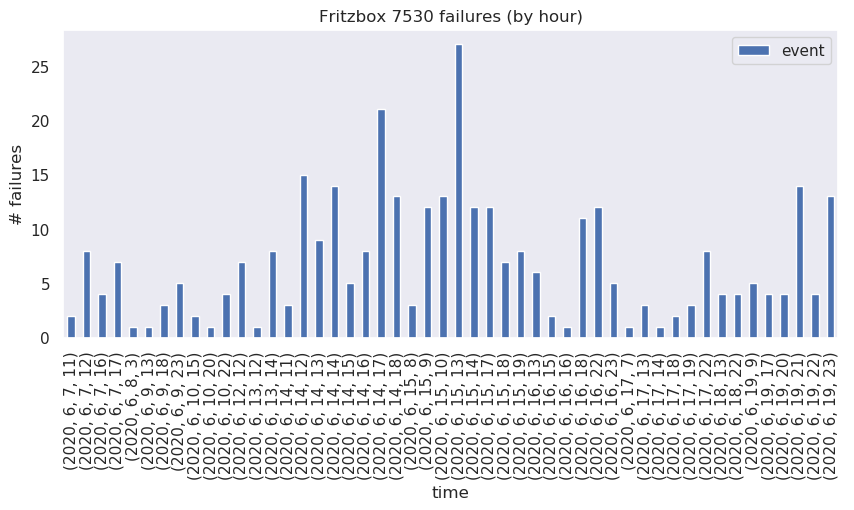 Fritzbox 7530 failures (by hour)
event
# failures
25
20
15
10
5
0
(2020, 6, 7, 11)
(2020, 6, 7, 12)
(2020, 6, 7, 16)
(2020, 6, 7, 17)
(2020, 6, 8, 3)
(2020, 6, 9, 13)
(2020, 6, 9, 18)
(2020, 6, 9, 23)
(2020, 6, 10, 15)
(2020, 6, 10, 20)
(2020, 6, 10, 22)
(2020, 6, 12, 12)
(2020, 6, 13, 12)
(2020, 6, 13, 14)
(2020, 6, 14, 11)
(2020, 6, 14, 12)
(2020, 6, 14, 13)
(2020, 6, 14, 14)
(2020, 6, 14, 15)
(2020, 6, 14, 16)
(2020, 6, 14, 17)
(2020, 6, 14, 18)
(2020, 6, 15, 8)
(2020, 6, 15, 9)
(2020, 6, 15, 10)
(2020, 6, 15, 13)
(2020, 6, 15, 14)
(2020, 6, 15, 17)
(2020, 6, 15, 18)
(2020, 6, 15, 19)
(2020, 6, 16, 13)
(2020, 6, 16, 15)
(2020, 6, 16, 16)
(2020, 6, 16, 18)
(2020, 6, 16, 22)
(2020, 6, 16, 23)
(2020, 6, 17, 7)
(2020, 6, 17, 13)
(2020, 6, 17, 14)
(2020, 6, 17, 18)
(2020, 6, 17, 19)
(2020, 6, 17, 22)
(2020, 6, 18, 13)
(2020, 6, 18, 22)
(2020, 6, 19, 9)
(2020, 6, 19, 17)
(2020, 6, 19, 20)
(2020, 6, 19, 21)
(2020, 6, 19, 22)
(2020, 6, 19, 23)
time